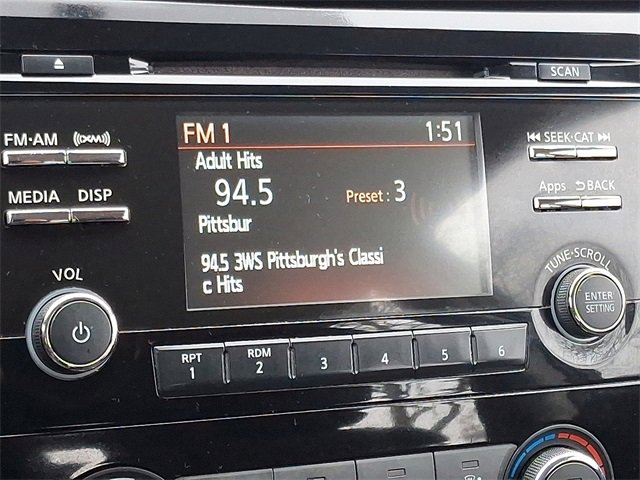 SCAN
FM·AM
((XM))
MEDIA
DISP
VOL
FM 1 1:51
Adult Hits
94.5 Preset : 3
Pittsbur
94.5 3WS Pittsburgh's Classi
c Hits
SEEK·CAT
Apps BACK
TUNE·SCROLL
ENTER
SETTING
RPT
1
RDM
2
3
4
5
6